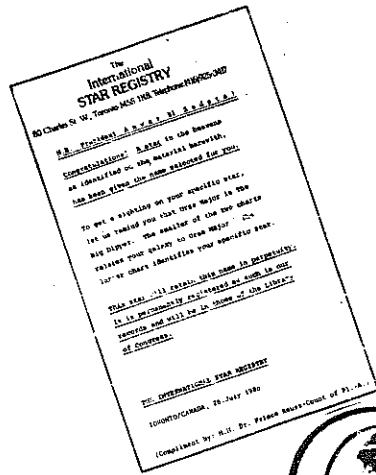 The
International
STAR REGISTRY
80 Charles St. W., Toronto M5S 1K8 Telephone
H.E. President Anwar El Sadat
Congratulations! A star in the heavens
as identified on the material herewith,
has been given the name selected for you.
To get a sighting on your specific star,
let us remind you that Ursa Major is The
Big Dipper. The smaller of the two charts
relates your galaxy to Ursa Major. The
larger chart identifies your specific star.
This star will retain this name in perpetuity.
It is permanently registered as such in our
records and will be in those of the Library
of Congress.
THE INTERNATIONAL STAR REGISTRY
TORONTO/CANADA, 26 July 1980
(Compliment by: H.H. Dr. Prince Reuss-Count of Pl.-A.